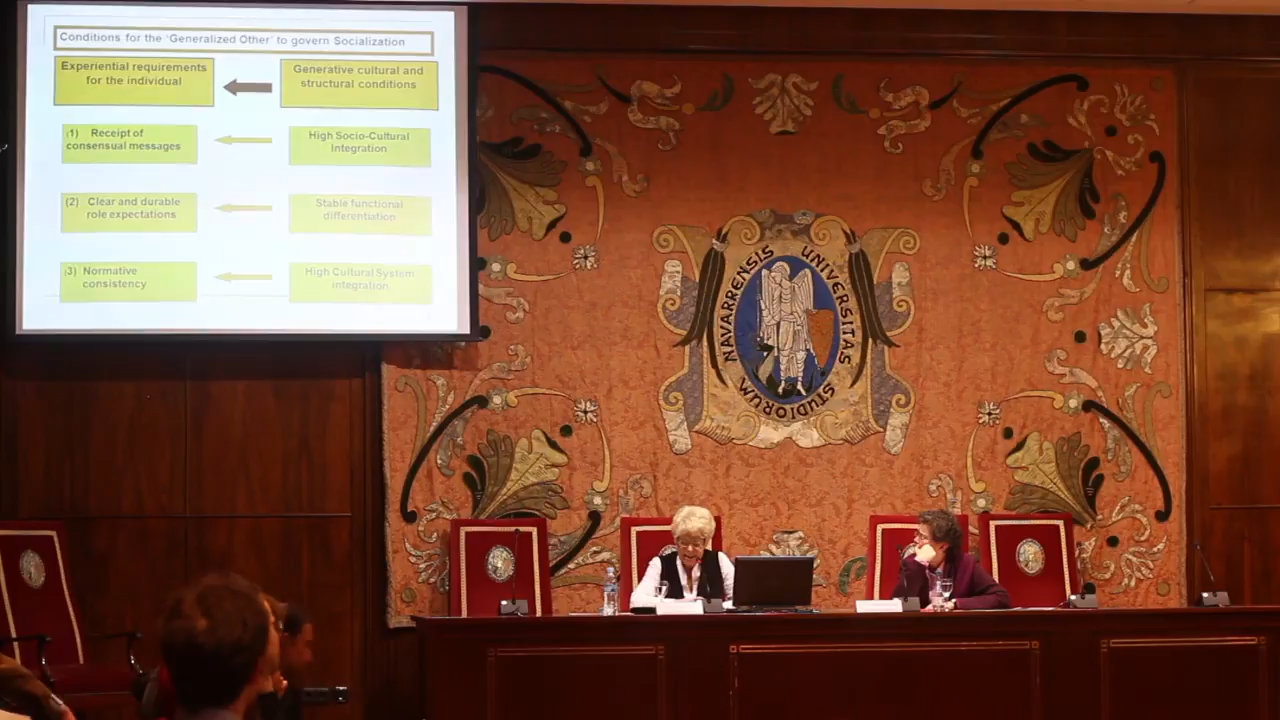 Conditions for the 'Generalized Other' to govern Socialization
Experiential requirements
for the individual
Generative cultural and
structural conditions
(1) Receipt of
consensual messages
High Socio-Cultural
Integration
(2) Clear and durable
role expectations
Stable functional
differentiation
(3) Normative
consistency
High Cultural System
integration
UNIVERSITAS
STUDIORUM
NAVARRENSIS